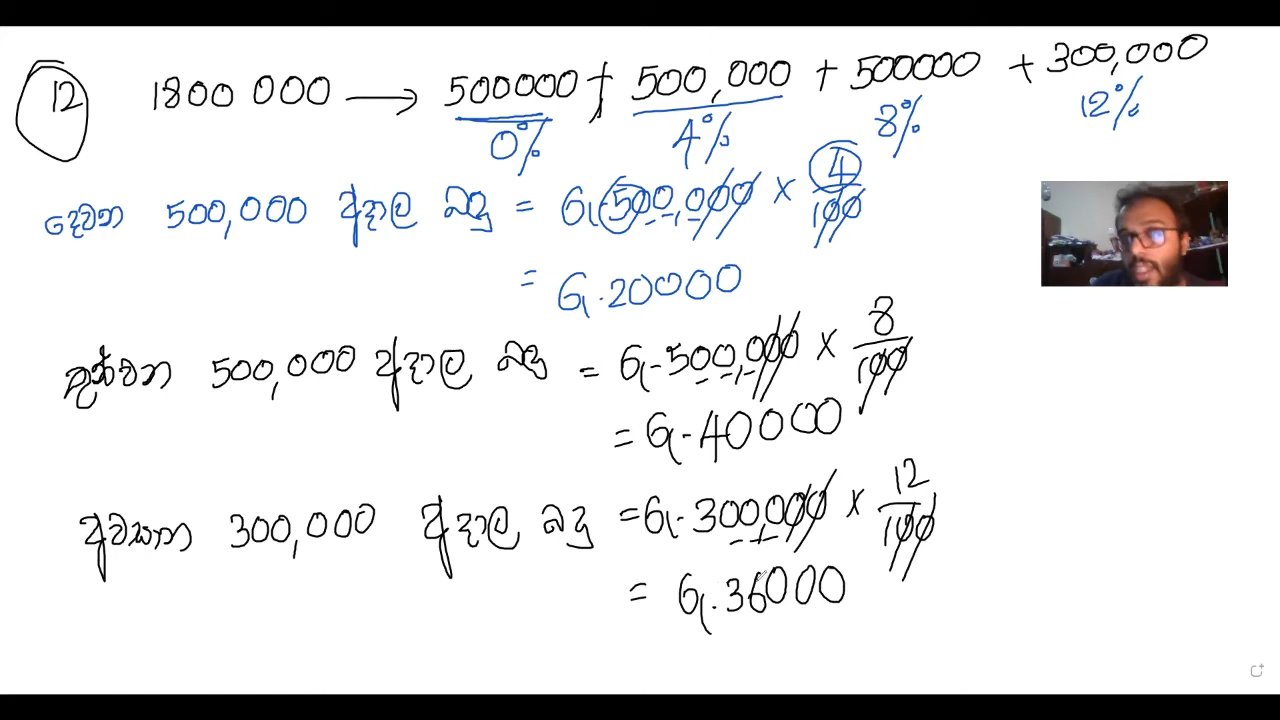 12 1800 000 → 500000 + 500,000 + 500000 + 300,000
0% 4% 8% 12%
දෙවන 500,000 අදාල බදු = රු.500,000 × 4/100
= රු.20000
තුන්වන 500,000 අදාල බදු = රු.500,000 × 8/100
= රු.40000
අවසාන 300,000 අදාල බදු = රු.300,000 × 12/100
= රු.36000